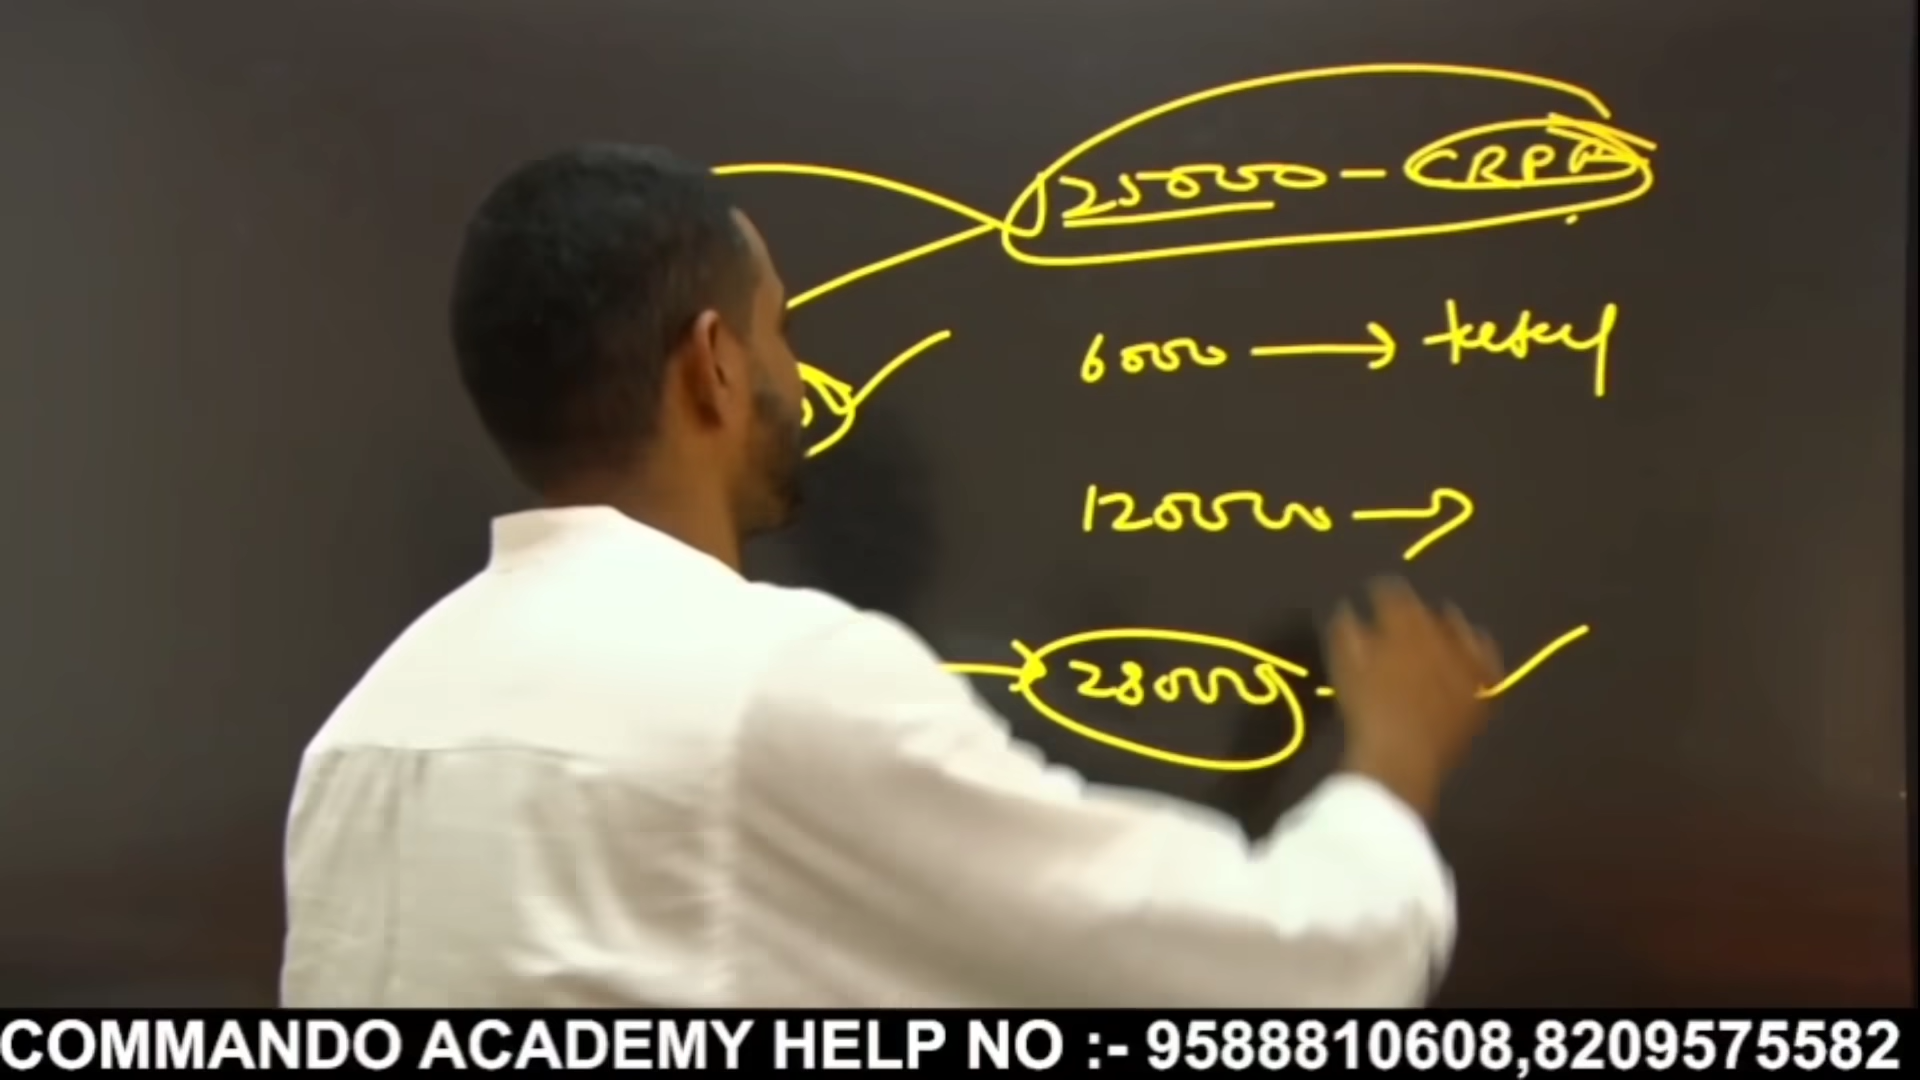 25000 - CRPF
6000 →
12000 →
28000 -
COMMANDO ACADEMY HELP NO :- 9588810608,8209575582